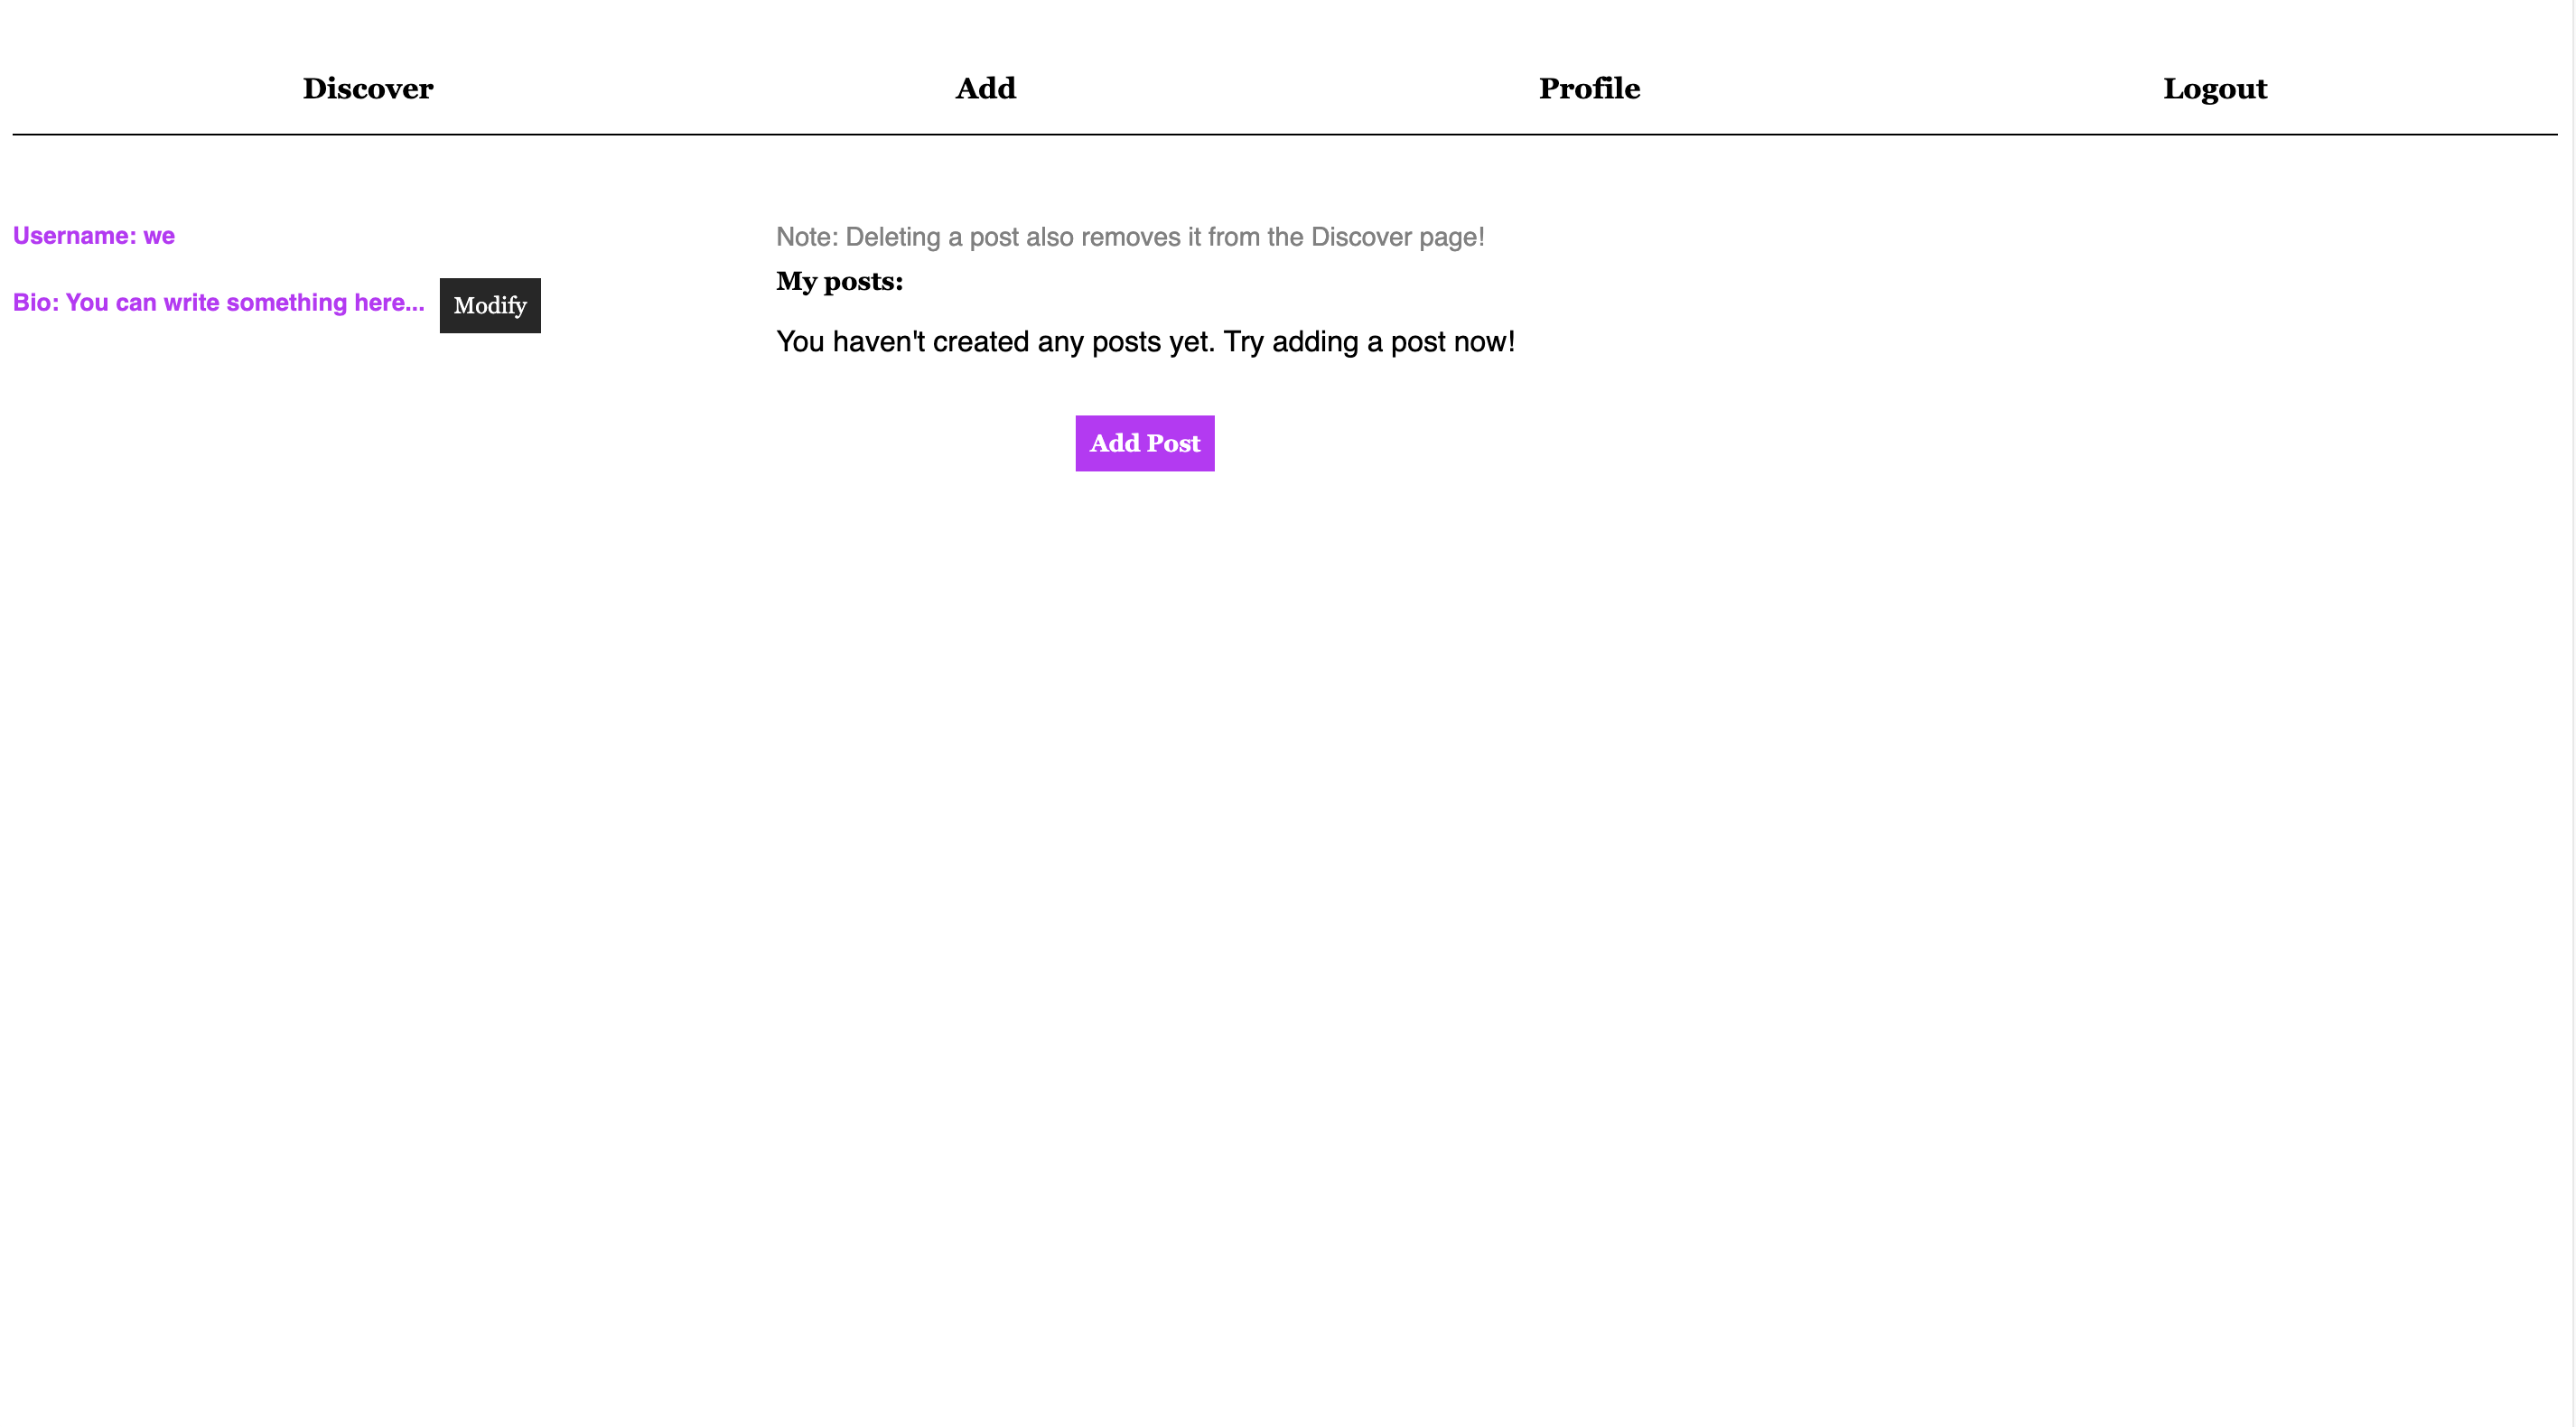 Discover Add Profile Logout
Username: we
Bio: You can write something here... Modify
Note: Deleting a post also removes it from the Discover page!
My posts:
You haven't created any posts yet. Try adding a post now!
Add Post